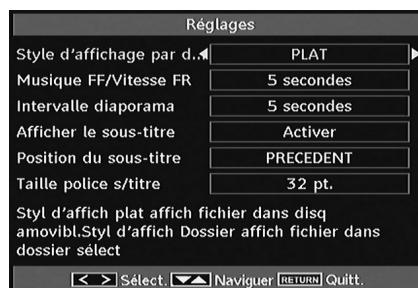 Réglages
Style d'affichage par d.. PLAT
Musique FF/Vitesse FR 5 secondes
Intervalle diaporama 5 secondes
Afficher le sous-titre Activer
Position du sous-titre PRECEDENT
Taille police s/titre 32 pt.
Styl d'affich plat affich fichier dans disq
amovibl.Styl d'affich Dossier affich fichier dans
dossier sélect
Sélect. Naviguer RETURN Quitt.